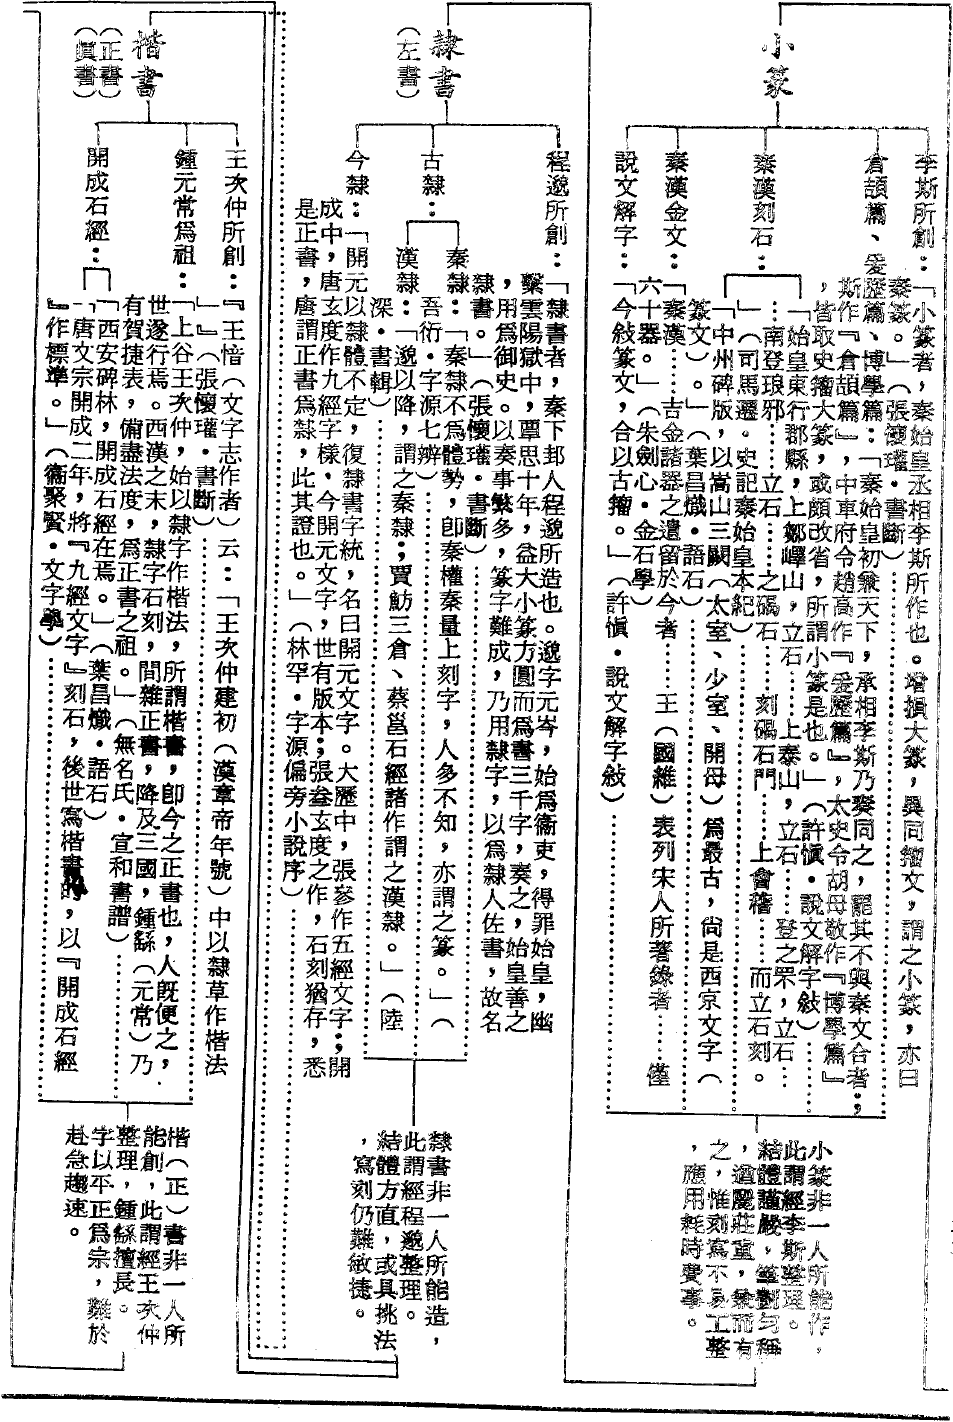 小篆
李斯所創：「小篆者，秦始皇丞相李斯所作也。增損大篆，異同籀文，謂之小篆，亦曰
秦篆。」（張懷瓘·書斷）
倉頡篇、爰歷篇、博學篇：「秦始皇初兼天下，丞相李斯乃奏同之，罷其不與秦文合者；
斯作『倉頡篇』，中車府令趙高作『爰歷篇』，太史令胡母敬作『博學篇』
，皆取史籀大篆，或頗改省，所謂小篆是也。」（許慎·說文解字敍）
秦漢刻石：
「始皇東行郡縣，上鄒嶧山，立石……上泰山，立石……登之罘，立石…
…南登琅邪……立石……之碣石……刻碣石門……上會稽……而立石刻。
」（司馬遷·史記秦始皇本紀）
「中州碑版，以嵩山三闕（太室、少室、開母）爲最古，尙是西京文字（
篆文）。」（葉昌熾·語石）
秦漢金文：「秦漢……吉金諸器之遺留於今者……王（國維）表列宋人所著錄者……僅
六十器。」（朱劍心·金石學）
說文解字：「今敍篆文，合以古籀。」（許慎·說文解字敍）
小篆非一人所能作，
此謂經李斯整理。
結體謹嚴，筆劃勻稱
，遒麗莊重，兼而有
之，惟刻寫不易工整
，應用耗時費事。
隸書
（左書）
程邈所創：「隸書者，秦下邽人程邈所造也。邈字元岑，始爲衞吏，得罪始皇，幽
繫雲陽獄中，覃思十年，益大小篆方圓而爲書三千字，奏之，始皇善之
，用爲御史。以奏事繁多，篆字難成，乃用隸字，以爲隸人佐書，故名
隸書。」（張懷瓘·書斷）
古隸：
秦隸：「秦隸不爲體勢，卽秦權秦量上刻字，人多不知，亦謂之篆。」（
吾衍·字源七辨）
漢隸：「邈以降，謂之秦隸；賈魴三倉、蔡邕石經諸作謂之漢隸。」（陸
深·書輯）
今隸：「開元以隸體不定，復隸書字統，名曰開元文字。大歷中，張參作五經文字；開
成中，唐玄度作九經字樣，今開元文字，世有版本；張參玄度之作，石刻猶存，悉
是正書，唐謂正書爲隸，此其證也。」（林罕·字源偏旁小說序）
隸書非一人所能造，
此謂經程邈整理。
結體方直，或具挑法
，寫刻仍難敏捷。
楷書
（正書）
（眞書）
王次仲所創：『王愔（文字志作者）云：「王次仲建初（漢章帝年號）中以隸草作楷法
」』（張懷瓘·書斷）
「上谷王次仲，始以隸字作楷法，所謂楷書，卽今之正書也，人旣便之，
鍾元常爲祖：世遂行焉。西漢之末，隸字石刻，間雜正書，降及三國，鍾繇（元常）乃
有賀捷表，備盡法度，爲正書之祖。」（無名氏·宣和書譜）
開成石經：
「西安碑林，開成石經在焉。」（葉昌熾·語石）
「唐文宗開成二年，將『九經文字』刻石，後世寫楷書的，以『開成石經
』作標準。」（衞聚賢·文字學）
楷（正）書非一人所
能創，此謂經王次仲
整理，鍾繇擅長。
字以平正爲宗，難於
赴急趨速。